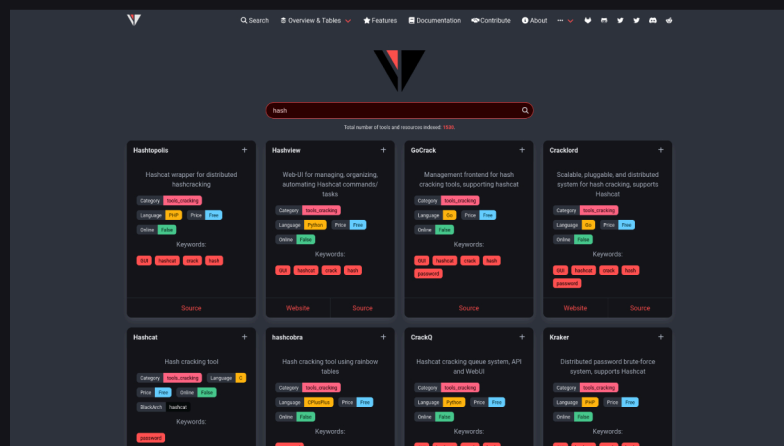 Search Overview & Tables Features Documentation Contribute About
hash
Total number of tools and resources indexed: 1555.
Hashtopolis +
Hashcat wrapper for distributed
hashcracking
Category tools_cracking
Language PHP Price Free
Online False
Keywords:
GUI hashcat crack hash
Source
Hashview +
Web-UI for managing, organizing,
automating Hashcat commands/
tasks
Category tools_cracking
Language Python Price Free
Online False
Keywords:
GUI hashcat crack hash
Website Source
GoCrack +
Management frontend for hash
cracking tools, supporting hashcat
Category tools_cracking
Language Go Price Free
Online False
Keywords:
GUI hashcat crack hash
password
Source
Cracklord +
Scalable, pluggable, and distributed
system for hash cracking, supports
Hashcat
Category tools_cracking
Language Go Price Free
Online False
Keywords:
GUI hashcat crack hash
password
Website Source
Hashcat +
Hash cracking tool
Category tools_cracking Language C
Price Free Online False
BlackArch hashcat
Keywords:
password
hashcobra +
Hash cracking tool using rainbow
tables
Category tools_cracking
Language CPlusPlus Price Free
Online False
Keywords:
CrackQ +
Hashcat cracking queue system, API
and WebUI
Category tools_cracking
Language Python Price Free
Online False
Keywords:
Kraker +
Distributed password brute-force
system, supports Hashcat
Category tools_cracking
Language PHP Price Free
Online False
Keywords: